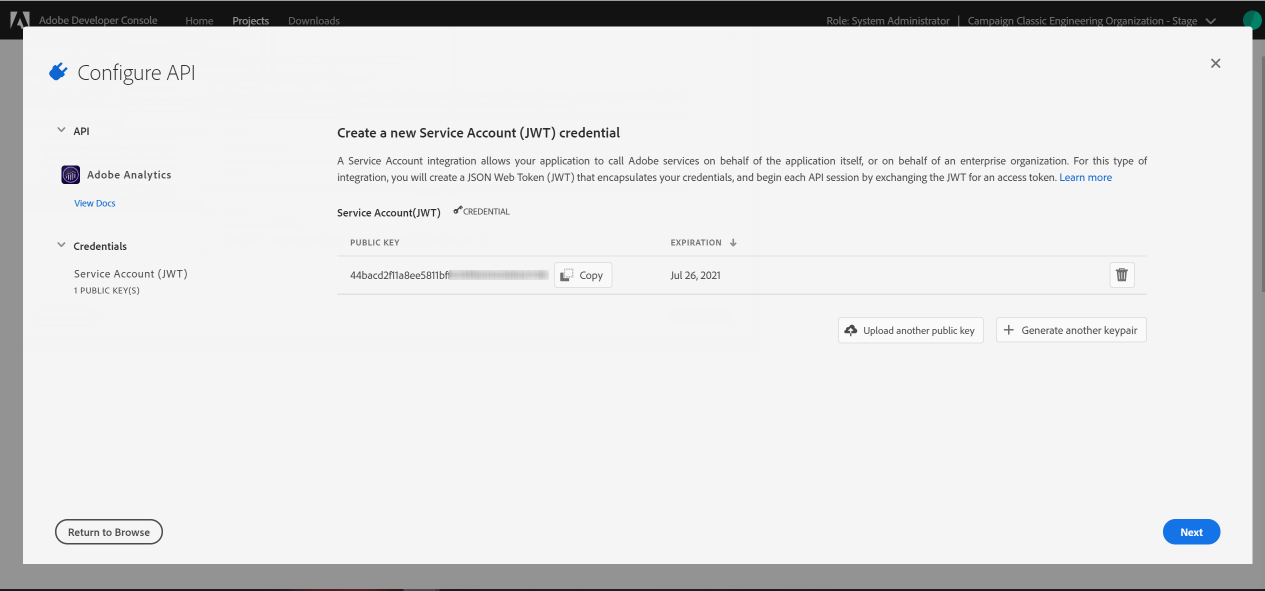 Adobe Developer Console Home Projects Downloads Role: System Administrator | Campaign Classic Engineering Organization - Stage
Configure API
API
Adobe Analytics
View Docs
Credentials
Service Account (JWT)
1 PUBLIC KEY(S)
Create a new Service Account (JWT) credential
A Service Account integration allows your application to call Adobe services on behalf of the application itself, or on behalf of an enterprise organization. For this type of
integration, you will create a JSON Web Token (JWT) that encapsulates your credentials, and begin each API session by exchanging the JWT for an access token. Learn more
Service Account(JWT) CREDENTIAL
PUBLIC KEY EXPIRATION
44bacd2f11a8ee5811bf Copy Jul 26, 2021
Upload another public key Generate another keypair
Return to Browse Next